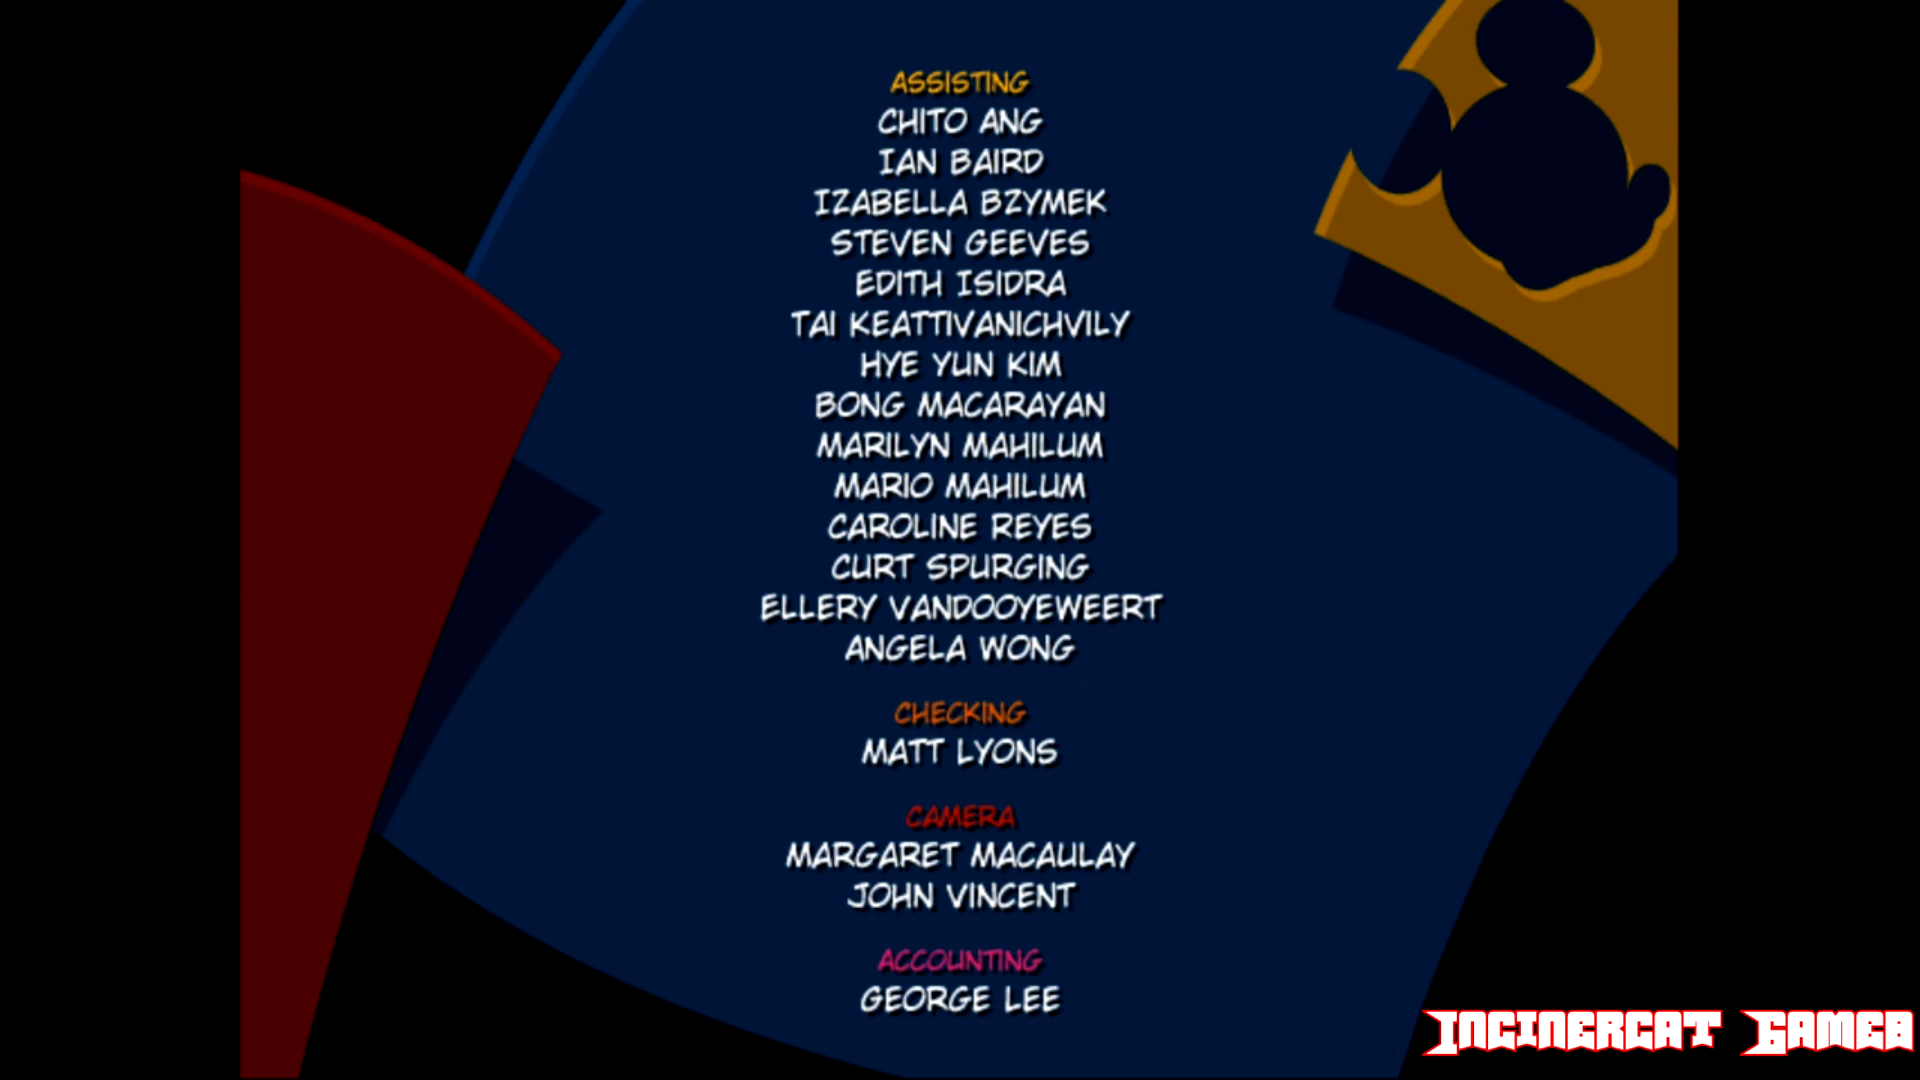 ASSISTING
CHITO ANG
IAN BAIRD
IZABELLA BZYMEK
STEVEN GEEVES
EDITH ISIDRA
TAI KEATTIVANICHVILY
HYE YUN KIM
BONG MACARAYAN
MARILYN MAHILUM
MARIO MAHILUM
CAROLINE REYES
CURT SPURGING
ELLERY VANDOOYEWEERT
ANGELA WONG
CHECKING
MATT LYONS
CAMERA
MARGARET MACAULAY
JOHN VINCENT
ACCOUNTING
GEORGE LEE
INCINERCAT GAMES